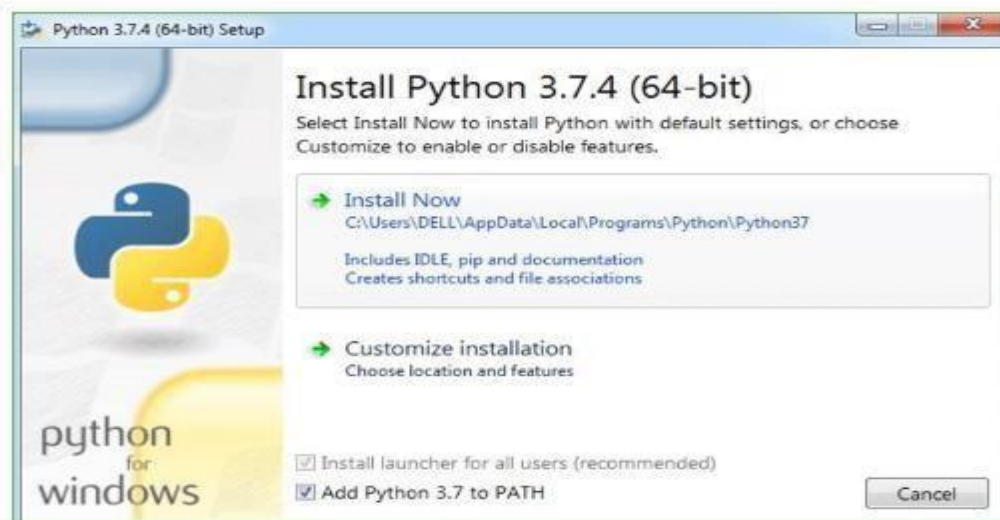 Python 3.7.4 (64-bit) Setup
Install Python 3.7.4 (64-bit)
Select Install Now to install Python with default settings, or choose
Customize to enable or disable features.
Install Now
C:\Users\DELL\AppData\Local\Programs\Python\Python37
Includes IDLE, pip and documentation
Creates shortcuts and file associations
Customize installation
Choose location and features
python
for
windows
Install launcher for all users (recommended)
Add Python 3.7 to PATH
Cancel